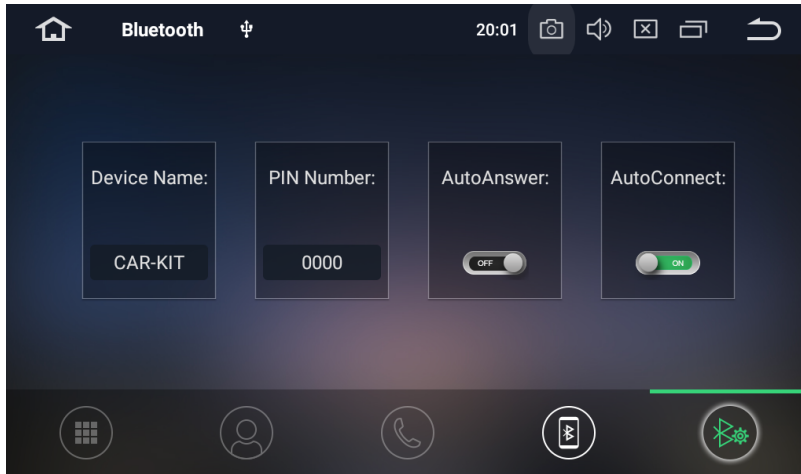 Bluetooth
20:01
Device Name:
PIN Number:
AutoAnswer:
AutoConnect:
CAR-KIT
0000
OFF
ON